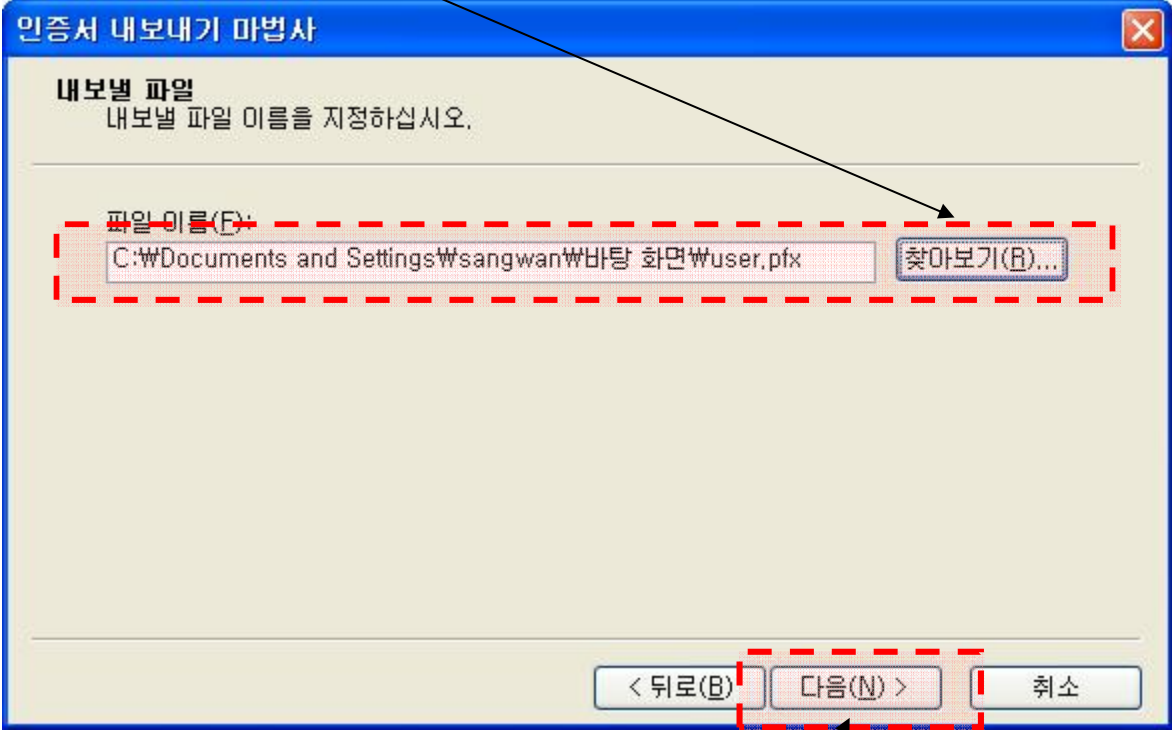 인증서 내보내기 마법사
내보낼 파일
내보낼 파일 이름을 지정하십시오.
파일 이름(F):
C:₩Documents and Settings₩sangwan₩바탕 화면₩user.pfx
찾아보기(R)...
< 뒤로(B)
다음(N) >
취소